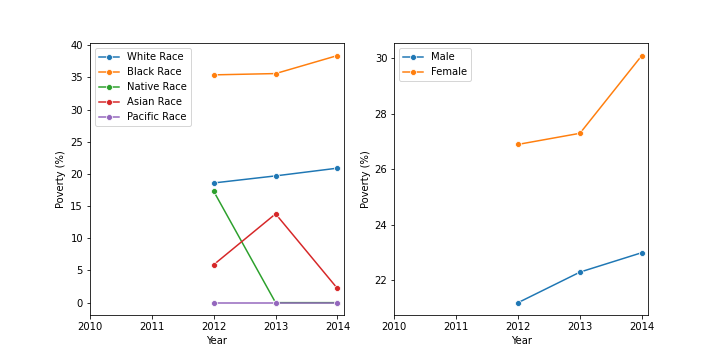 40
35
30
25
20
15
10
5
0
Poverty (%)
White Race
Black Race
Native Race
Asian Race
Pacific Race
2010 2011 2012 2013 2014
Year
30
28
26
24
22
Poverty (%)
Male
Female
2010 2011 2012 2013 2014
Year